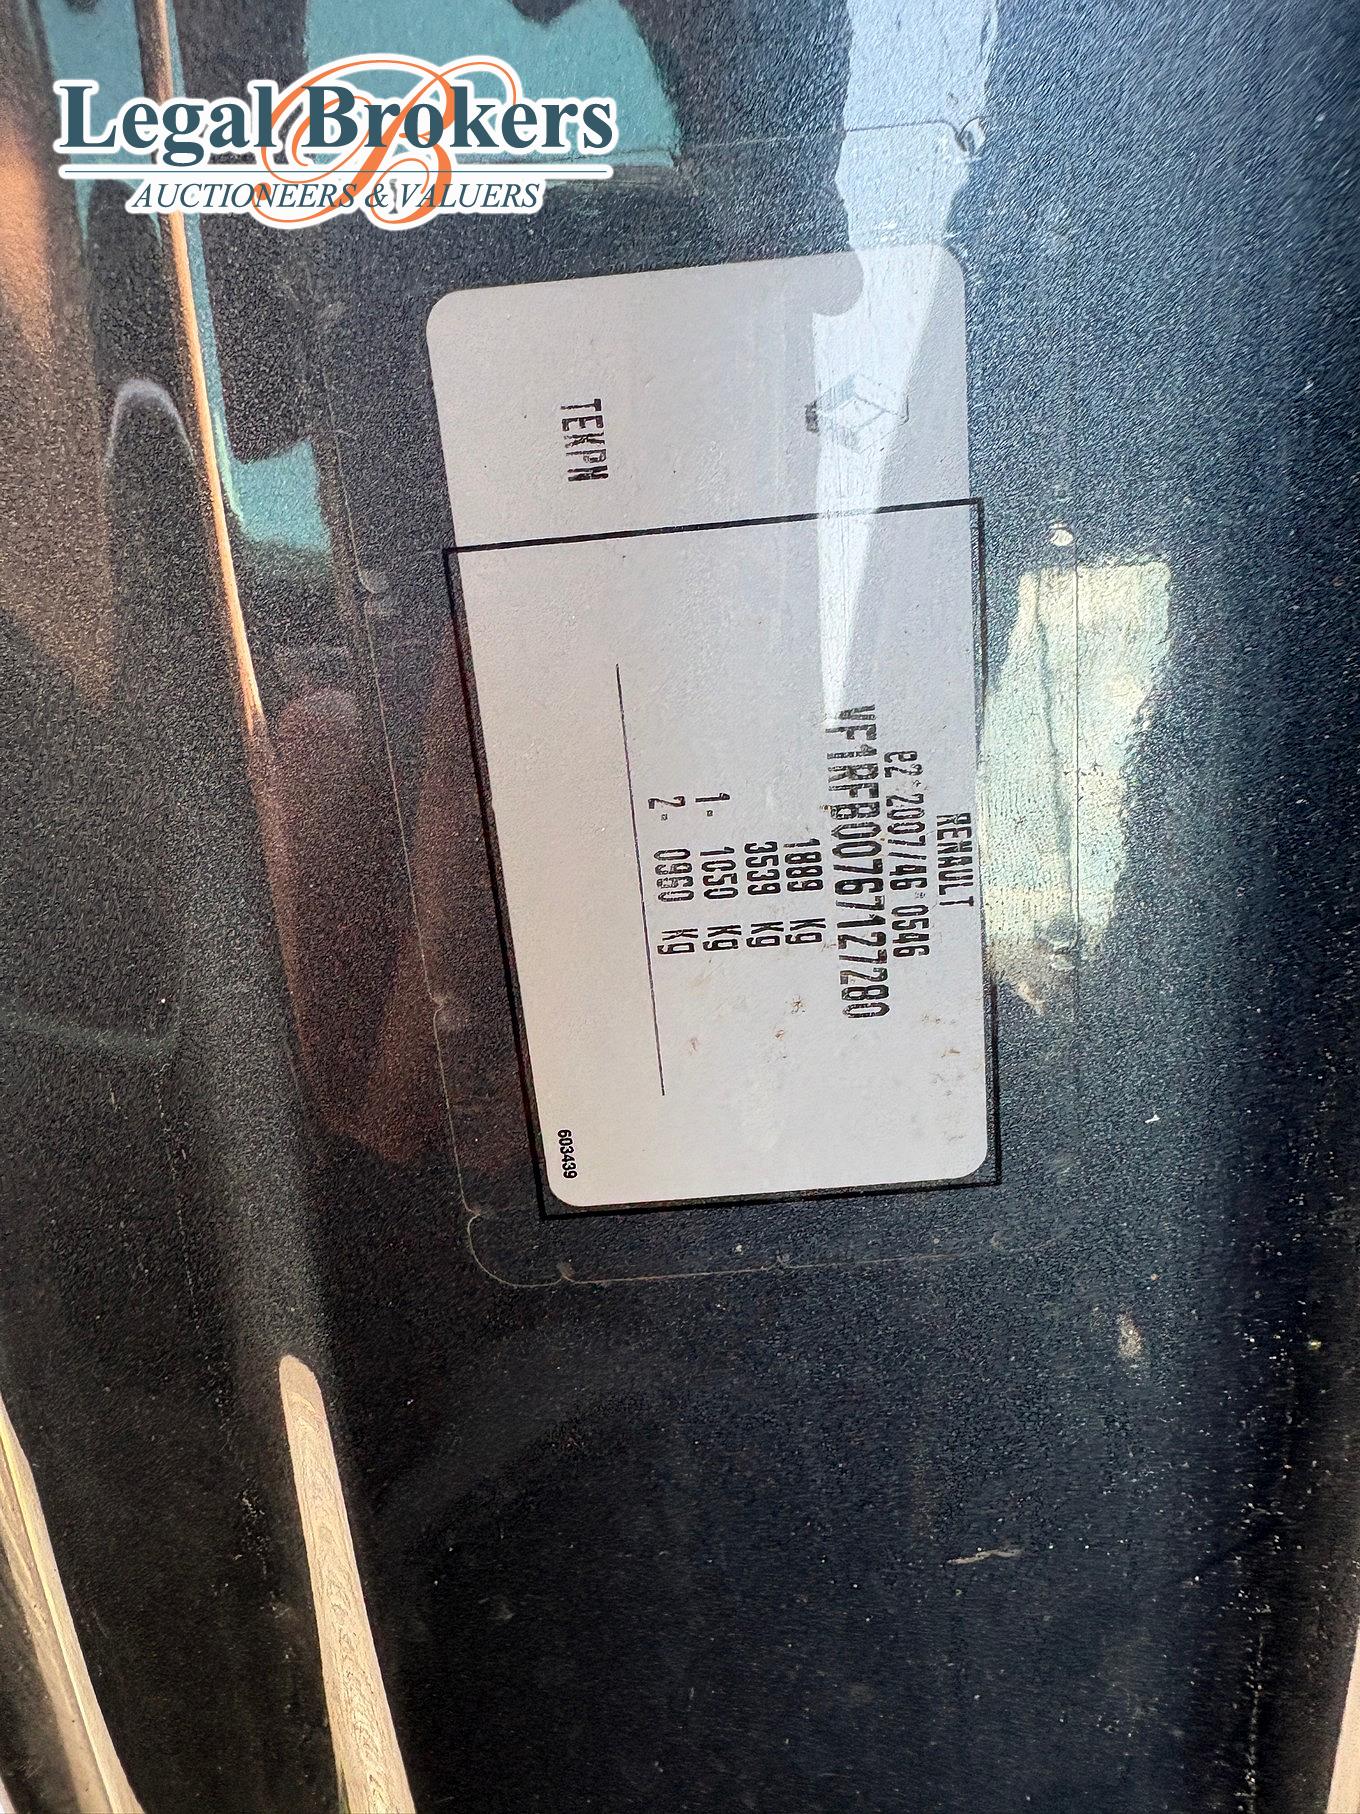 Legal Brokers
AUCTIONEERS & VALUERS
RENAULT
e2*2007/46*0546
VF1RFB00767127280
1889 Kg
3539 Kg
1- 1050 Kg
2- 0960 Kg
TEKPN
603439